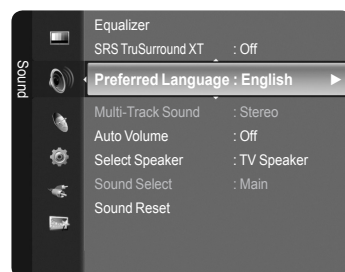 Sound
Equalizer
SRS TruSurround XT : Off
Preferred Language : English
Multi-Track Sound : Stereo
Auto Volume : Off
Select Speaker : TV Speaker
Sound Select : Main
Sound Reset